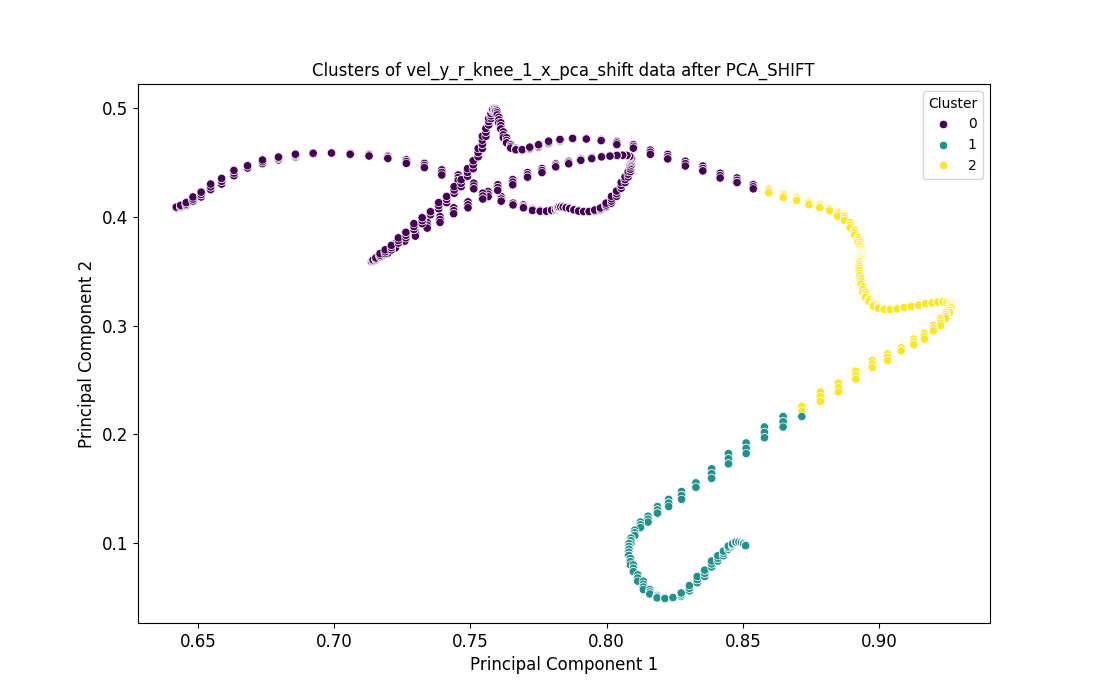 Clusters of vel_y_r_knee_1_x_pca_shift data after PCA_SHIFT
Cluster
0
1
2
Principal Component 2
0.5
0.4
0.3
0.2
0.1
0.65 0.70 0.75 0.80 0.85 0.90
Principal Component 1